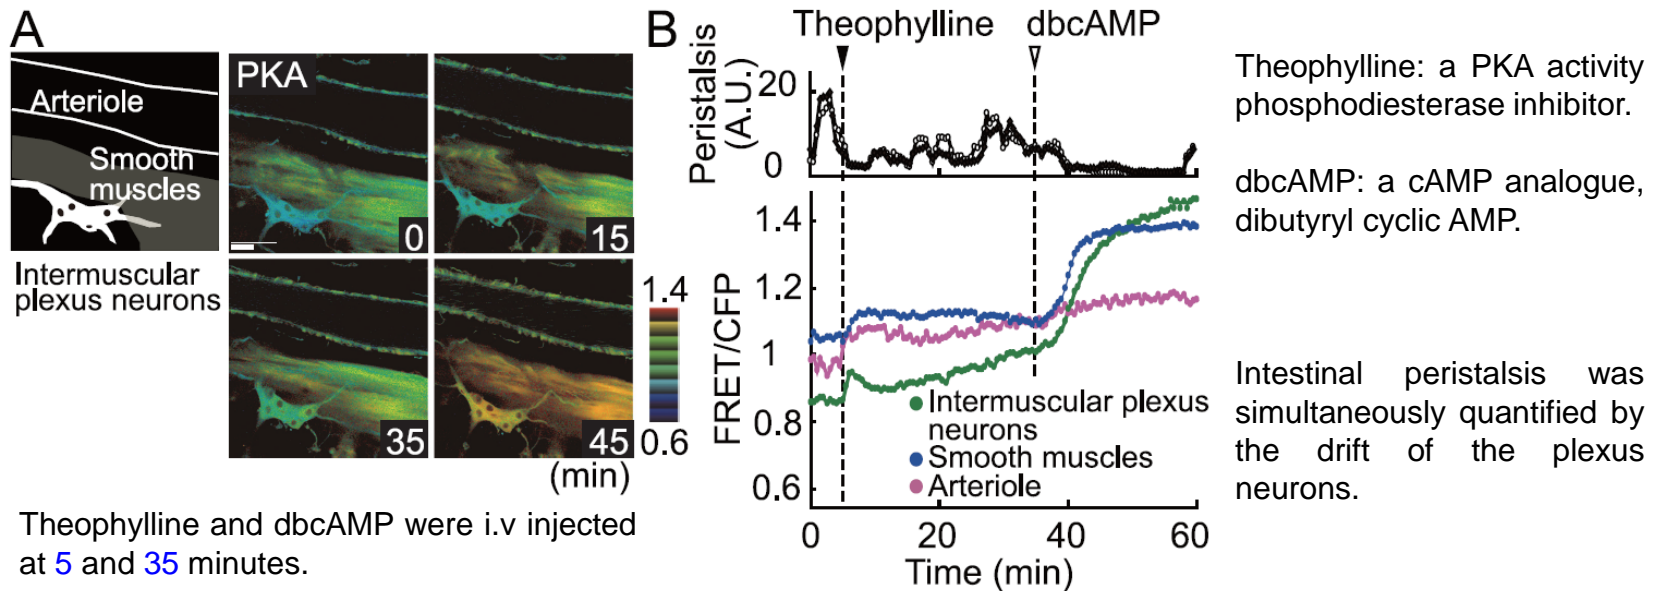 A
Arteriole
Smooth
muscles
Intermuscular
plexus neurons
PKA
0
15
35
45
(min)
1.4
0.6
Theophylline and dbcAMP were i.v injected
at 5 and 35 minutes.
B
Theophylline
dbcAMP
Peristalsis
(A.U.)
20
0
FRET/CFP
1.4
1.2
1
0.8
0.6
Intermuscular plexus
neurons
Smooth muscles
Arteriole
0
20
40
60
Time (min)
Theophylline: a PKA activity
phosphodiesterase inhibitor.
dbcAMP: a cAMP analogue,
dibutyryl cyclic AMP.
Intestinal peristalsis was
simultaneously quantified by
the drift of the plexus
neurons.